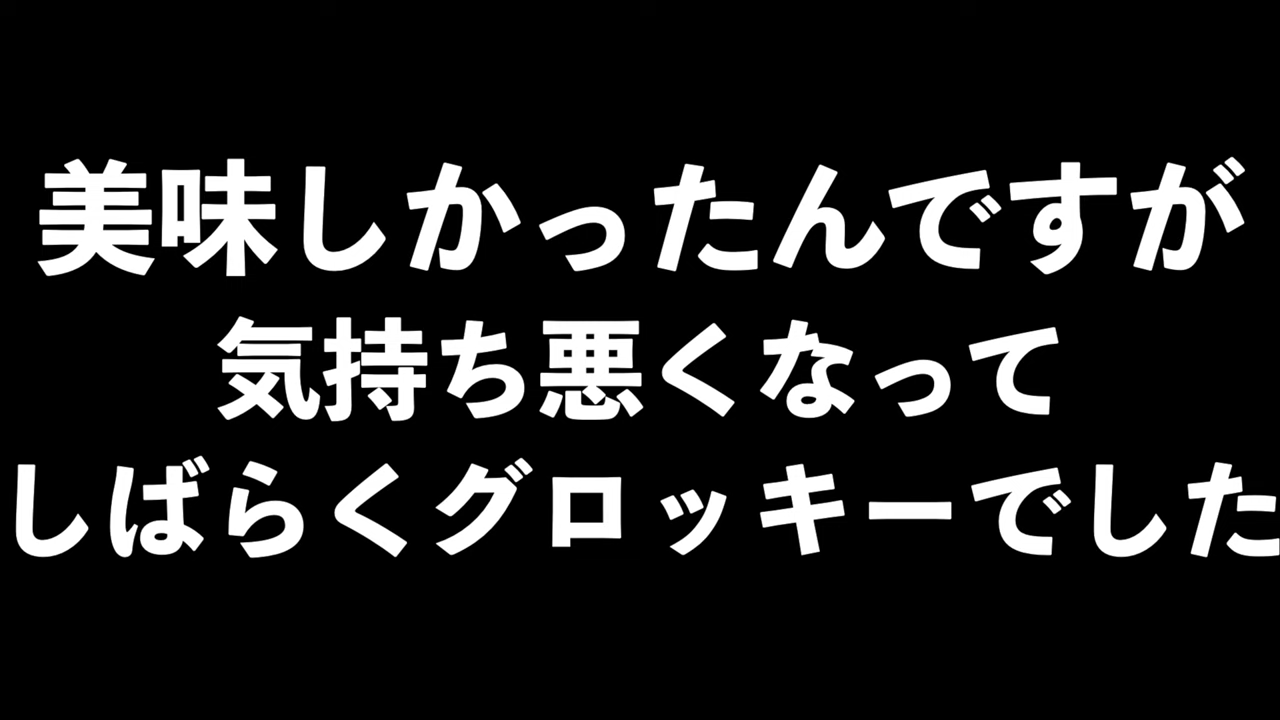 美味しかったんですが
気持ち悪くなって
しばらくグロッキーでした